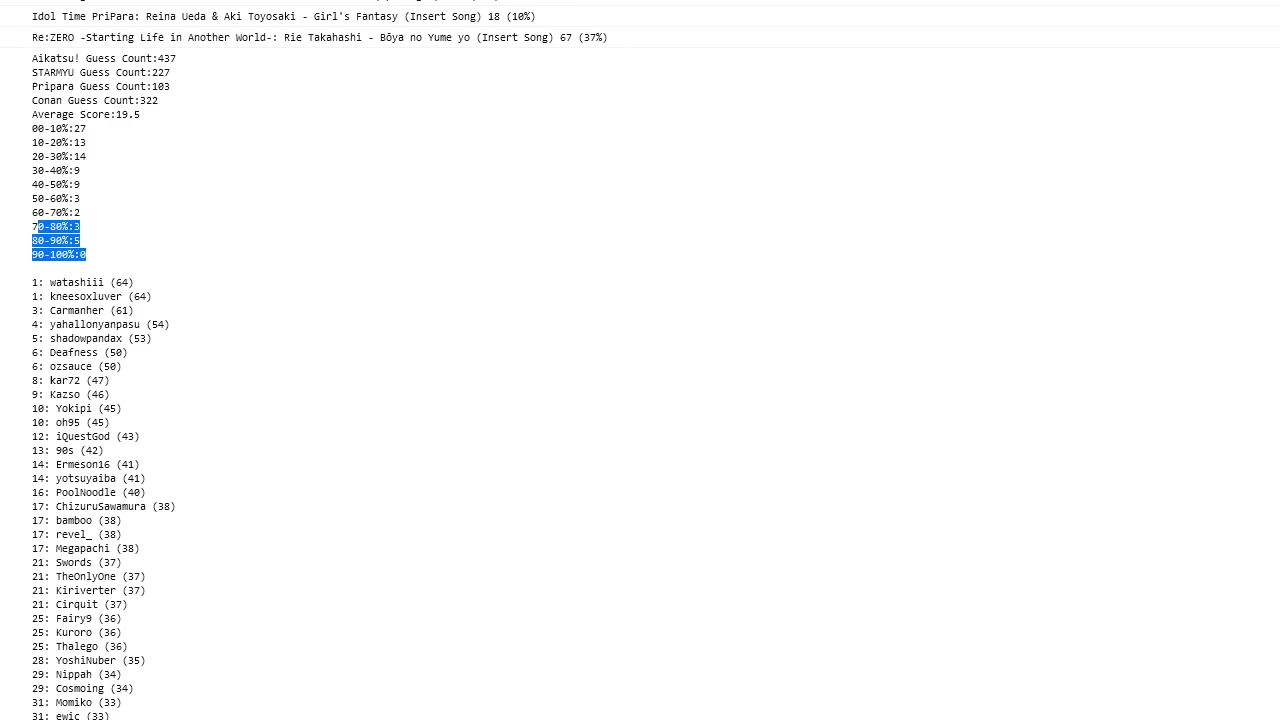 Idol Time PriPara: Reina Ueda & Aki Toyosaki - Girl's Fantasy (Insert Song) 18 (10%)
Re:ZERO -Starting Life in Another World-: Rie Takahashi - Bôya no Yume yo (Insert Song) 67 (37%)
Aikatsu! Guess Count:437
STARMYU Guess Count:227
Pripara Guess Count:103
Conan Guess Count:322
Average Score:19.5
00-10%:27
10-20%:13
20-30%:14
30-40%:9
40-50%:9
50-60%:3
60-70%:2
70-80%:3
80-90%:5
90-100%:0
1: watashiii (64)
1: kneesoxluver (64)
3: Carmanher (61)
4: yahallonyanpasu (54)
5: shadowpandax (53)
6: Deafness (50)
6: ozsauce (50)
8: kar72 (47)
9: Kazso (46)
10: Yokipi (45)
10: oh95 (45)
12: iQuestGod (43)
13: 90s (42)
14: Ermeson16 (41)
14: yotsuyaiba (41)
16: PoolNoodle (40)
17: ChizuruSawamura (38)
17: bamboo (38)
17: revel_ (38)
17: Megapachi (38)
21: Swords (37)
21: TheOnlyOne (37)
21: Kiriverter (37)
21: Cirquit (37)
25: Fairy9 (36)
25: Kuroro (36)
25: Thalego (36)
28: YoshiNuber (35)
29: Nippah (34)
29: Cosmoing (34)
31: Momiko (33)
31: ewic (33)